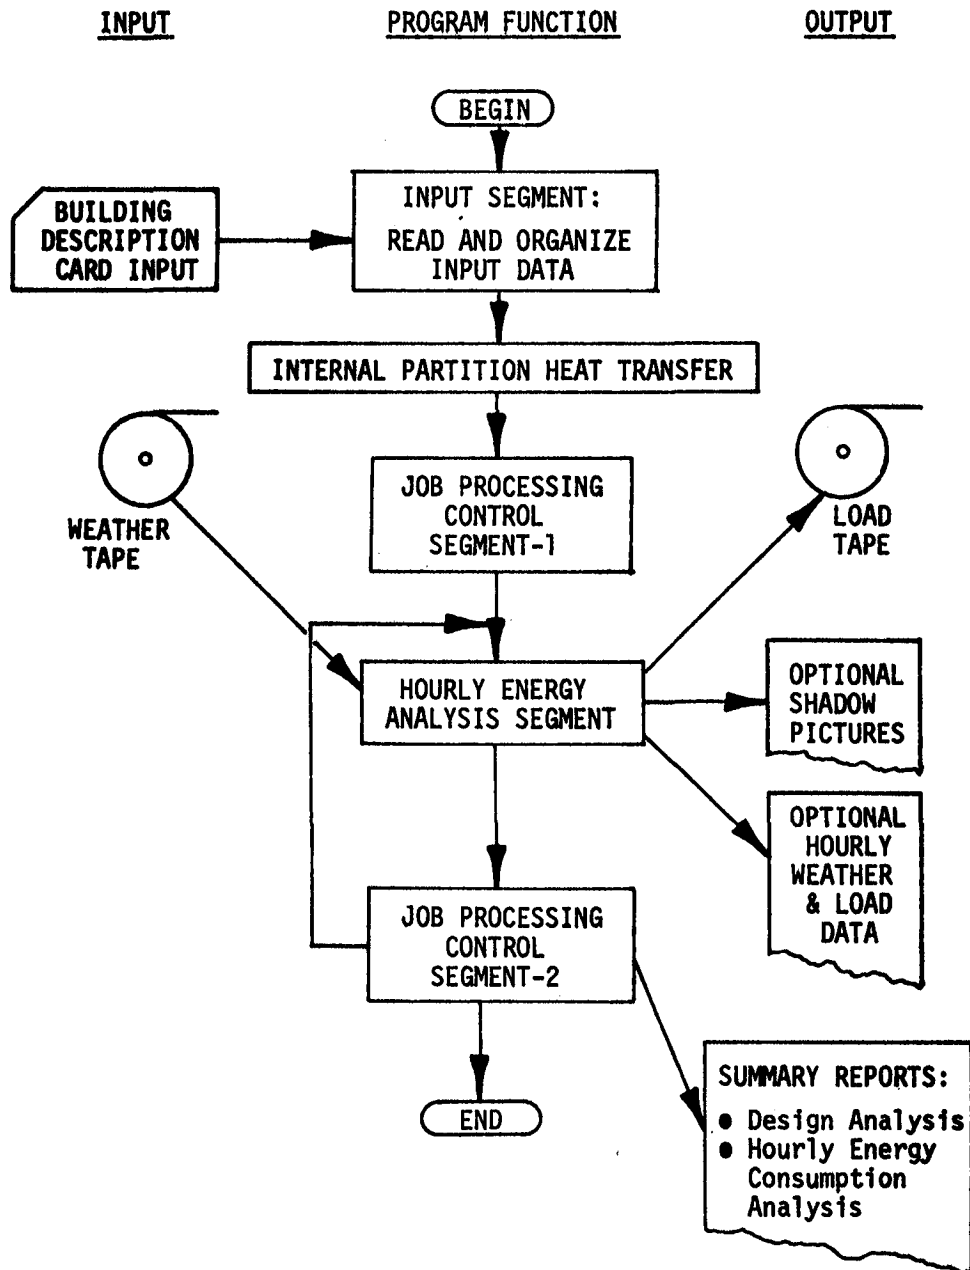 INPUT
PROGRAM FUNCTION
OUTPUT
BEGIN
BUILDING
DESCRIPTION
CARD INPUT
INPUT SEGMENT:
READ AND ORGANIZE
INPUT DATA
INTERNAL PARTITION HEAT TRANSFER
WEATHER
TAPE
JOB PROCESSING
CONTROL
SEGMENT-1
LOAD
TAPE
HOURLY ENERGY
ANALYSIS SEGMENT
OPTIONAL
SHADOW
PICTURES
OPTIONAL
HOURLY
WEATHER
& LOAD
DATA
JOB PROCESSING
CONTROL
SEGMENT-2
END
SUMMARY REPORTS:
● Design Analysis
● Hourly Energy
Consumption
Analysis